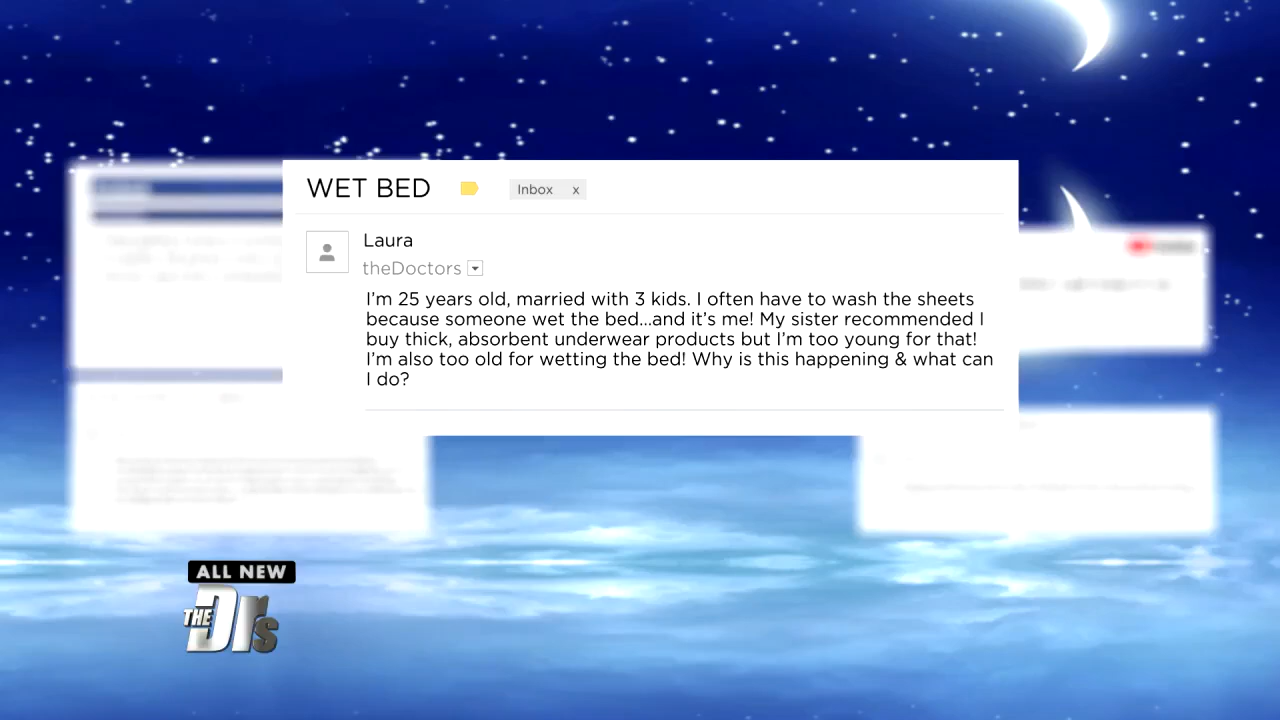 WET BED
Inbox x
Laura
theDoctors
I'm 25 years old, married with 3 kids. I often have to wash the sheets
because someone wet the bed...and it's me! My sister recommended I
buy thick, absorbent underwear products but I'm too young for that!
I'm also too old for wetting the bed! Why is this happening & what can
I do?
ALL NEW
THE Drs